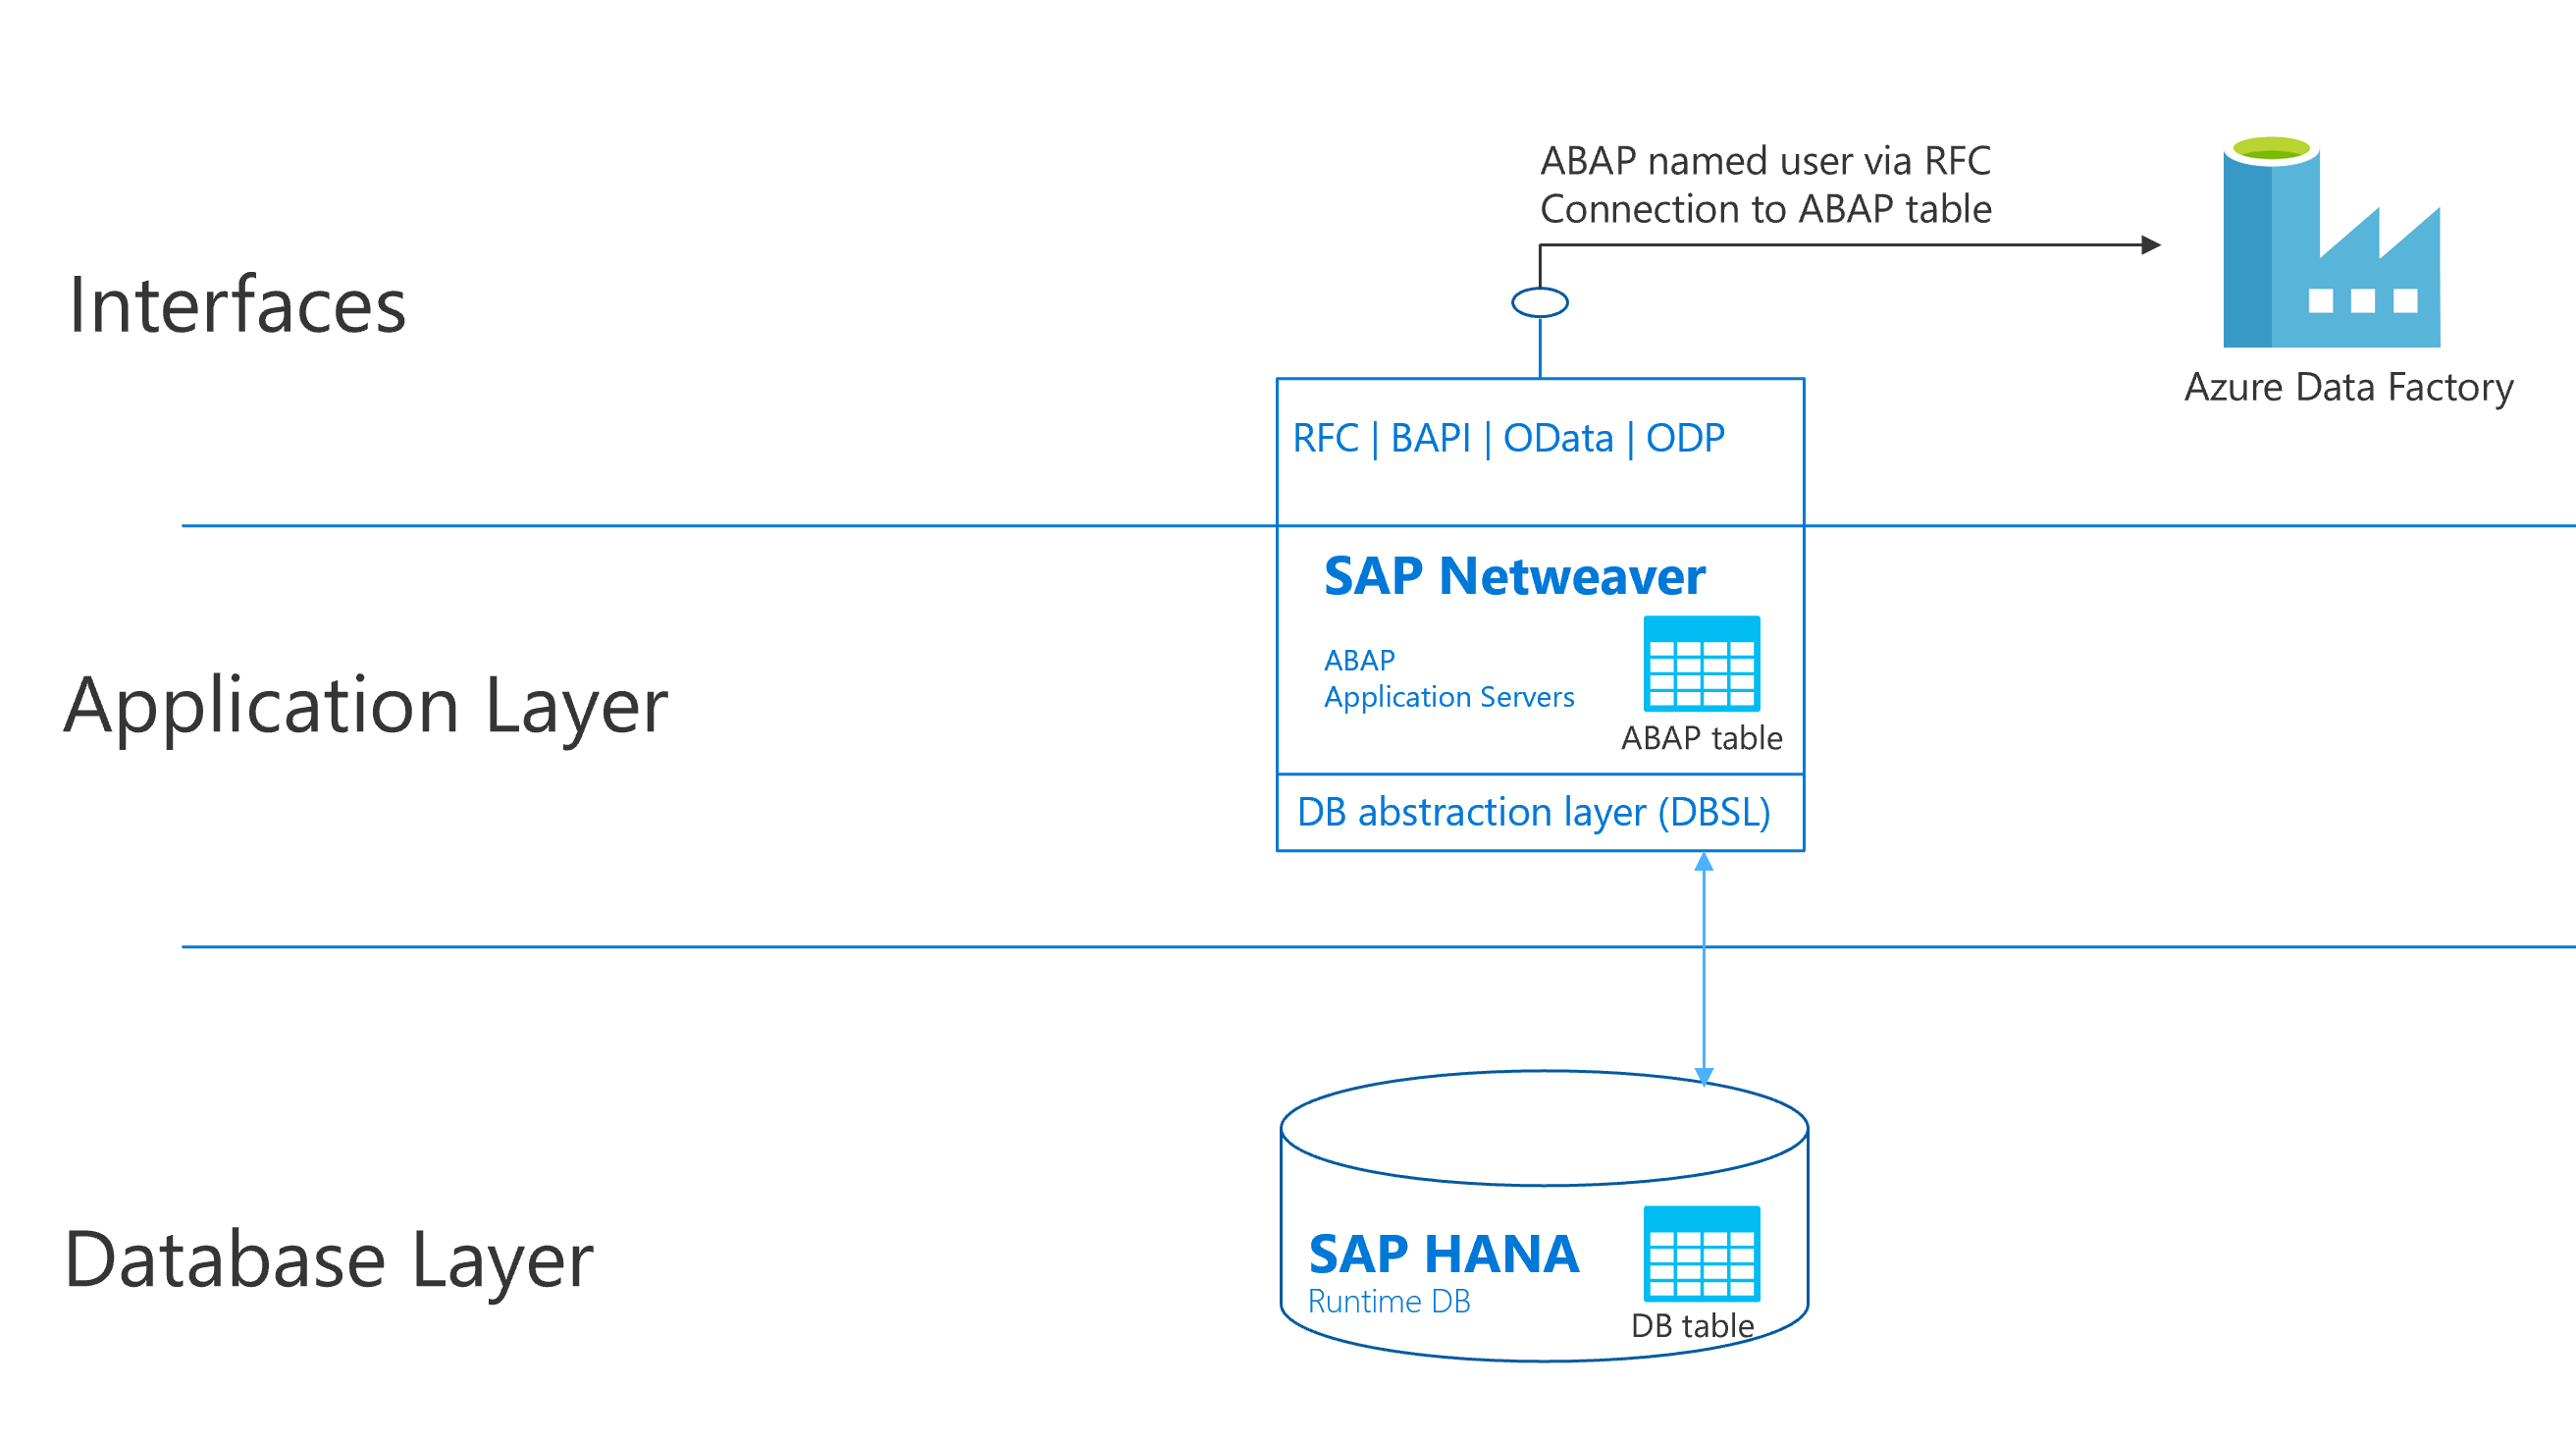 ABAP named user via RFC
Connection to ABAP table
Interfaces
Azure Data Factory
RFC | BAPI | OData | ODP
SAP Netweaver
ABAP
Application Servers
Application Layer
ABAP table
DB abstraction layer (DBSL)
Database Layer
SAP HANA
Runtime DB
DB table